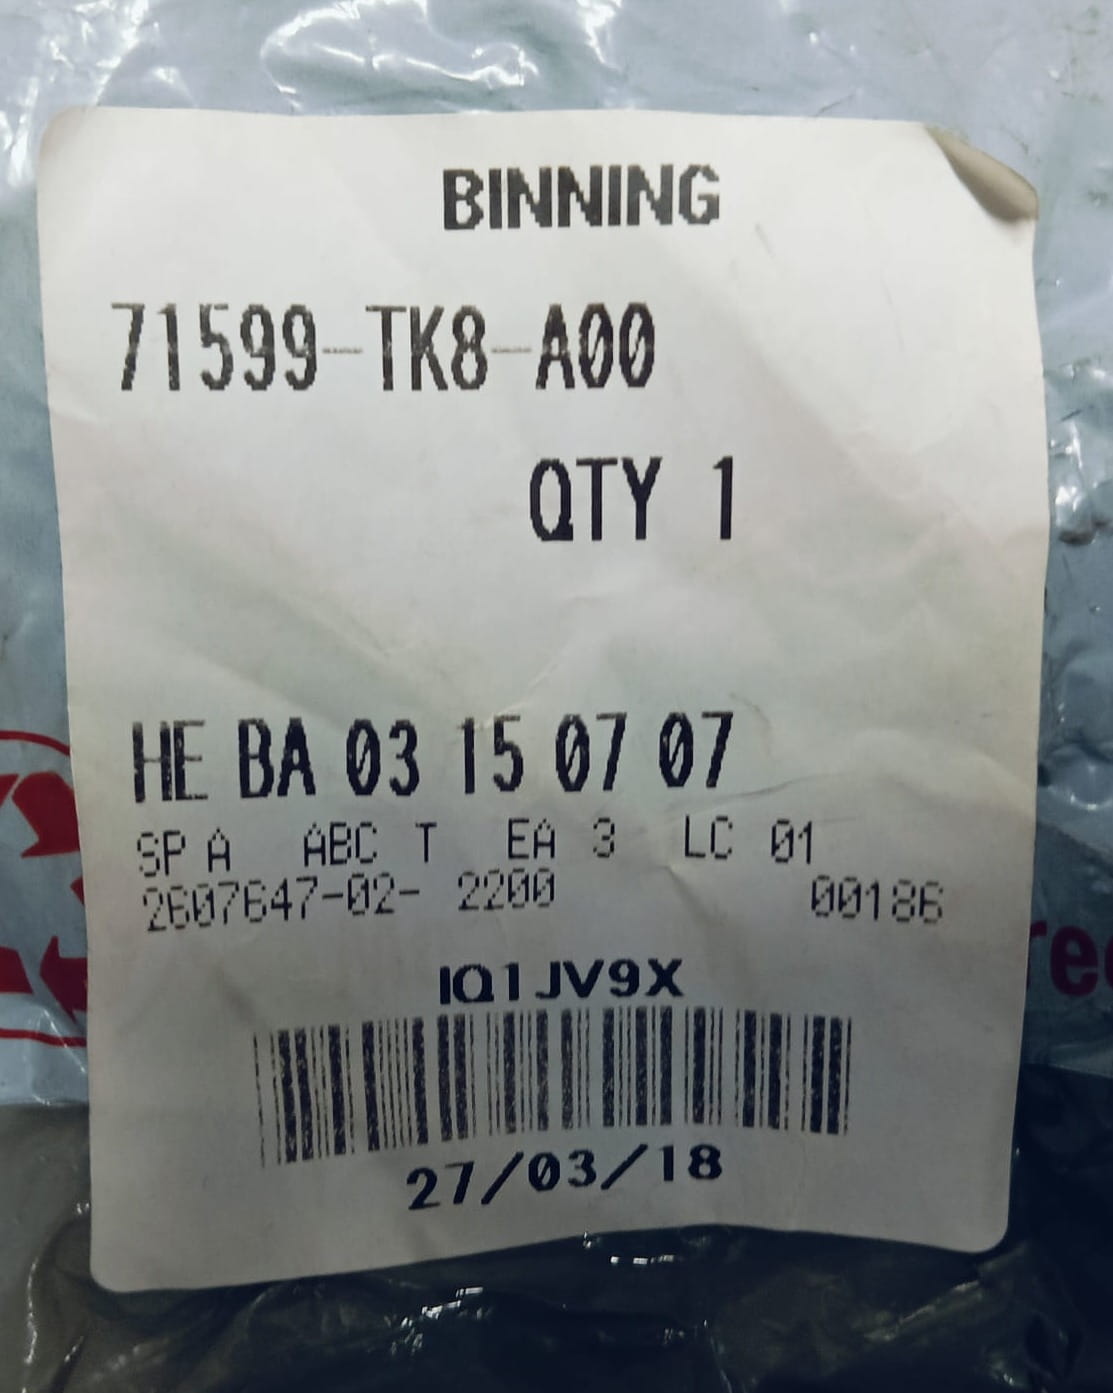 BINNING
71599-TK8-A00
QTY 1
HE BA 03 15 07 07
SP A ABC T EA 3 LC 01
2607647-02- 2200 00186
IQ1JV9X
27/03/18